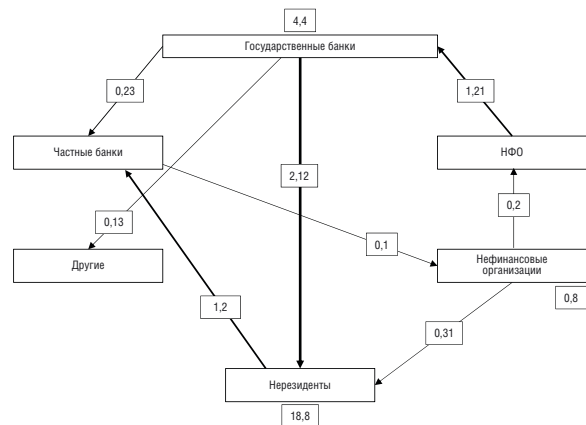 4,4
Государственные банки
0,23
1,21
Частные банки
НФО
2,12
0,13
0,2
0,1
Другие
Нефинансовые
организации
0,8
1,2
0,31
Нерезиденты
18,8